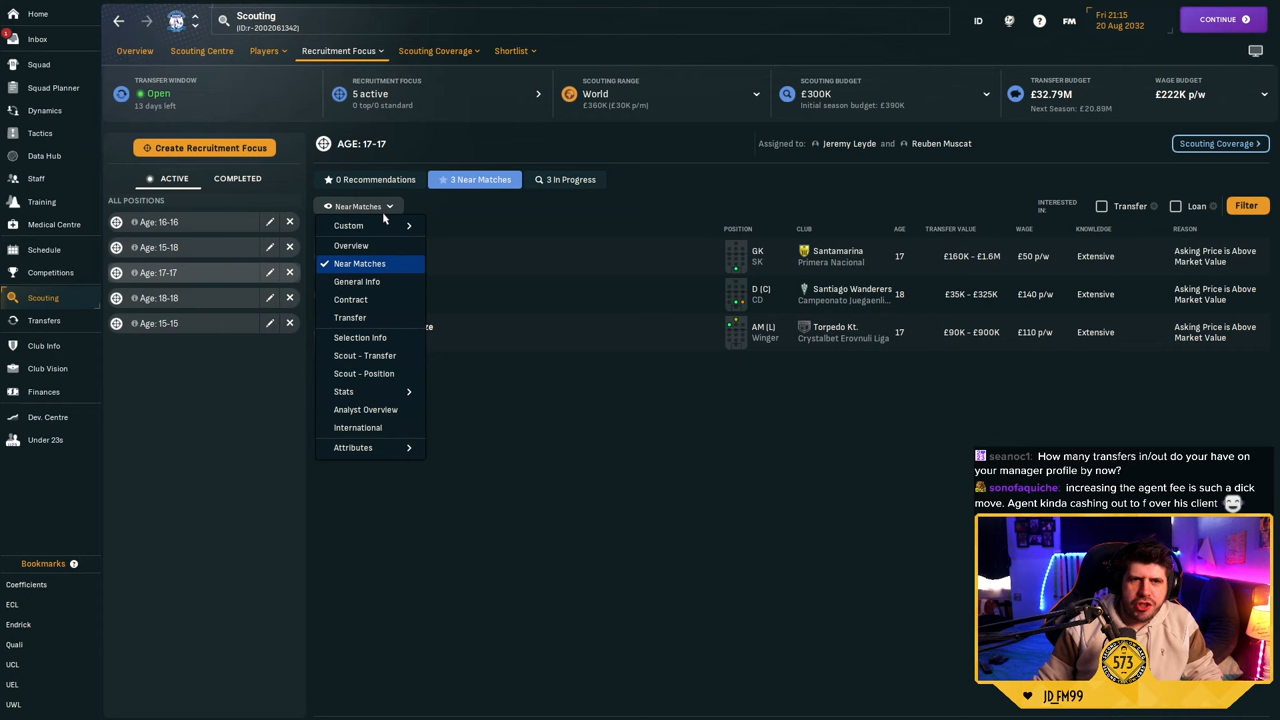 Home
Inbox
1
Squad
Squad Planner
Dynamics
Tactics
Data Hub
Staff
Training
Medical Centre
Schedule
Competitions
Scouting
Transfers
Club Info
Club Vision
Finances
Dev. Centre
Under 23s
Bookmarks ?
Coefficients
ECL
Endrick
Quali
UCL
UEL
UWL
Scouting
(ID:r-2002061342)
ID
?
FM
Fri 21:15
20 Aug 2032
CONTINUE
Overview
Scouting Centre
Players
Recruitment Focus
Scouting Coverage
Shortlist
TRANSFER WINDOW
Open
13 days left
RECRUITMENT FOCUS
5 active
0 top/0 standard
SCOUTING RANGE
World
£360K (£30K p/m)
SCOUTING BUDGET
£300K
Initial season budget: £390K
TRANSFER BUDGET
£32.79M
Next Season: £20.89M
WAGE BUDGET
£222K p/w
Create Recruitment Focus
ACTIVE
COMPLETED
ALL POSITIONS
Age: 16-16
Age: 15-18
Age: 17-17
Age: 18-18
Age: 15-15
AGE: 17-17
Assigned to: Jeremy Leyde and Reuben Muscat
Scouting Coverage >
0 Recommendations
3 Near Matches
3 In Progress
Near Matches
INTERESTED IN:
Transfer
Loan
Filter
Custom
Overview
Near Matches
General Info
Contract
Transfer
Selection Info
Scout - Transfer
Scout - Position
Stats
Analyst Overview
International
Attributes
POSITION CLUB AGE TRANSFER VALUE WAGE KNOWLEDGE REASON
GK
SK
Santamarina
Primera Nacional
17 £160K - £1.6M £50 p/w Extensive
Asking Price is Above
Market Value
D (C)
CD
Santiago Wanderers
Campeonato Juegaenli...
18 £35K - £325K £140 p/w Extensive
Asking Price is Above
Market Value
ze
AM (L)
Winger
Torpedo Kt.
Crystalbet Erovnuli Liga
17 £90K - £900K £110 p/w Extensive
Asking Price is Above
Market Value
seanoc1: How many transfers in/out do your have on
your manager profile by now?
sonofaquiche: increasing the agent fee is such a dick
move. Agent kinda cashing out to f over his client
573
JD_FM99